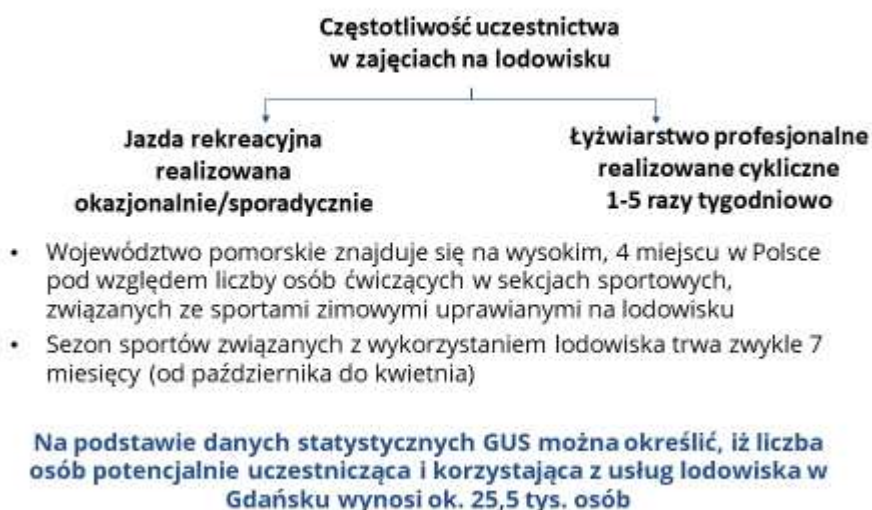 Częstotliwość uczestnictwa
w zajęciach na lodowisku
Jazda rekreacyjna
realizowana
okazjonalnie/sporadycznie
Łyżwiarstwo profesjonalne
realizowane cykliczne
1-5 razy tygodniowo
• Województwo pomorskie znajduje się na wysokim, 4 miejscu w Polsce
pod względem liczby osób ćwiczących w sekcjach sportowych,
związanych ze sportami zimowymi uprawianymi na lodowisku
• Sezon sportów związanych z wykorzystaniem lodowiska trwa zwykle 7
miesięcy (od października do kwietnia)
Na podstawie danych statystycznych GUS można określić, iż liczba
osób potencjalnie uczestnicząca i korzystająca z usług lodowiska w
Gdańsku wynosi ok. 25,5 tys. osób